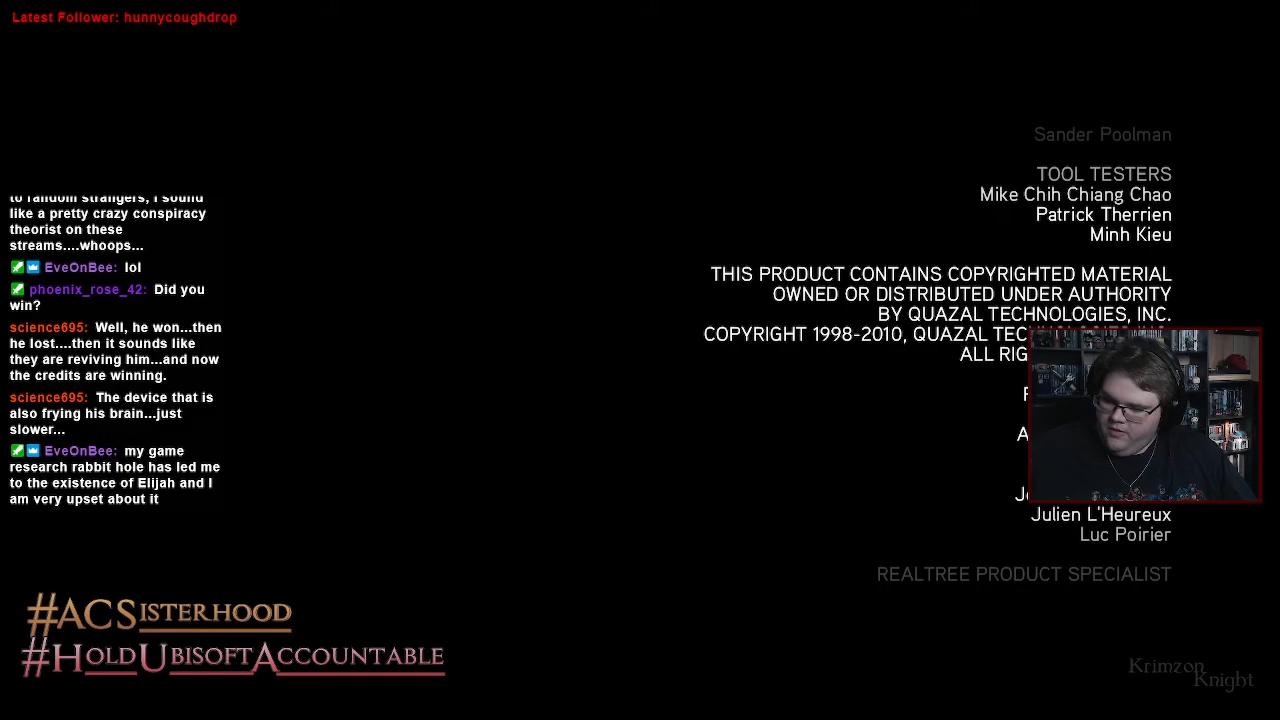 Latest Follower: hunnycoughdrop
to random strangers, I sound
like a pretty crazy conspiracy
theorist on these
streams....whoops...
EveOnBee: lol
phoenix_rose_42: Did you
win?
science695: Well, he won...then
he lost....then it sounds like
they are reviving him...and now
the credits are winning.
science695: The device that is
also frying his brain...just
slower...
EveOnBee: my game
research rabbit hole has led me
to the existence of Elijah and I
am very upset about it
#ACSISTERHOOD
#HOLDUBISOFTACCOUNTABLE
Sander Poolman
TOOL TESTERS
Mike Chih Chiang Chao
Patrick Therrien
Minh Kieu
THIS PRODUCT CONTAINS COPYRIGHTED MATERIAL
OWNED OR DISTRIBUTED UNDER AUTHORITY
BY QUAZAL TECHNOLOGIES, INC.
COPYRIGHT 1998-2010, QUAZAL
ALL
Julien L'Heureux
Luc Poirier
REALTREE PRODUCT SPECIALIST
Krimzon
Knight